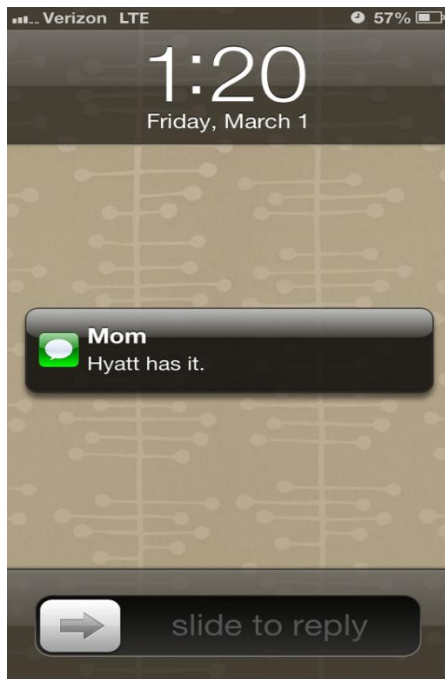 Verizon LTE 57%
1:20
Friday, March 1
Mom
Hyatt has it.
slide to reply